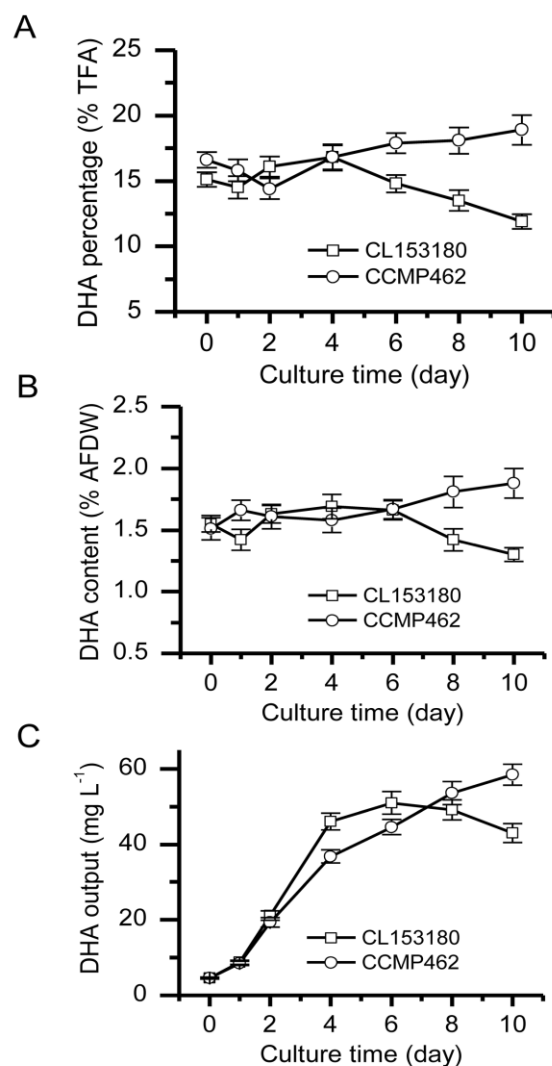 A
DHA percentage (% TFA)
25
20
15
10
5
CL153180
CCMP462
0 2 4 6 8 10
Culture time (day)
B
DHA content (% AFDW)
2.5
2.0
1.5
1.0
0.5
CL153180
CCMP462
0 2 4 6 8 10
Culture time (day)
C
DHA output (mg L⁻¹)
60
40
20
0
CL153180
CCMP462
0 2 4 6 8 10
Culture time (day)